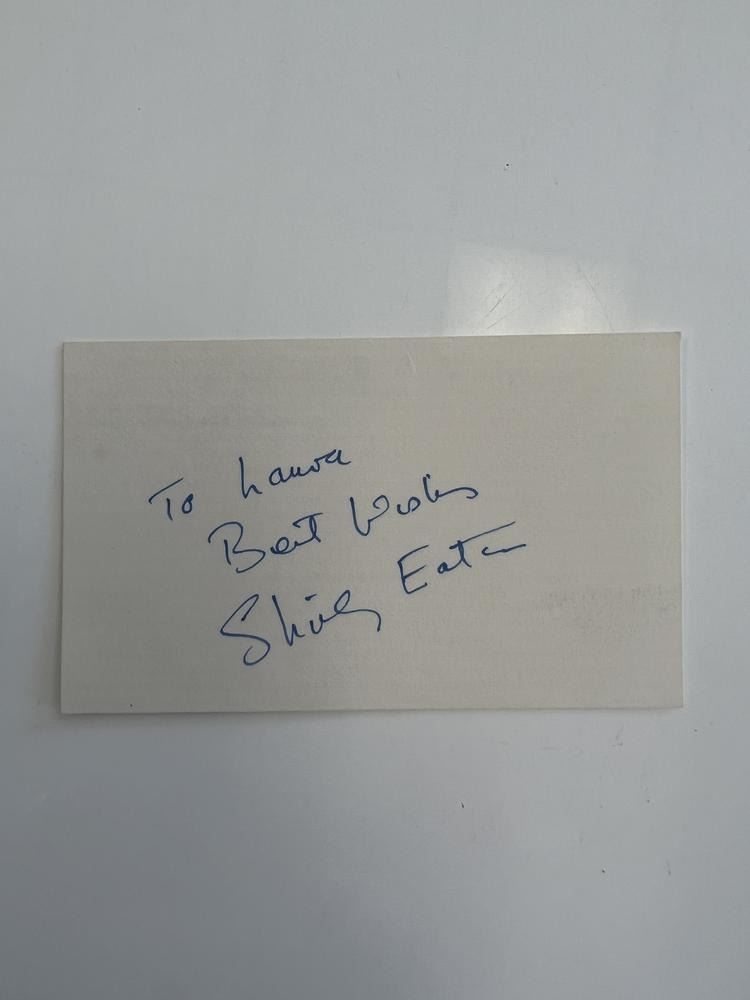 To Laura
Best Wishes
Shirley Eaton